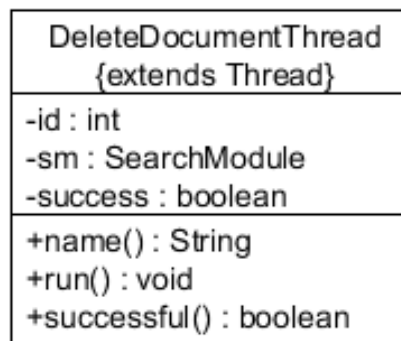 DeleteDocumentThread
{extends Thread}
-id : int
-sm : SearchModule
-success : boolean
+name() : String
+run() : void
+successful() : boolean